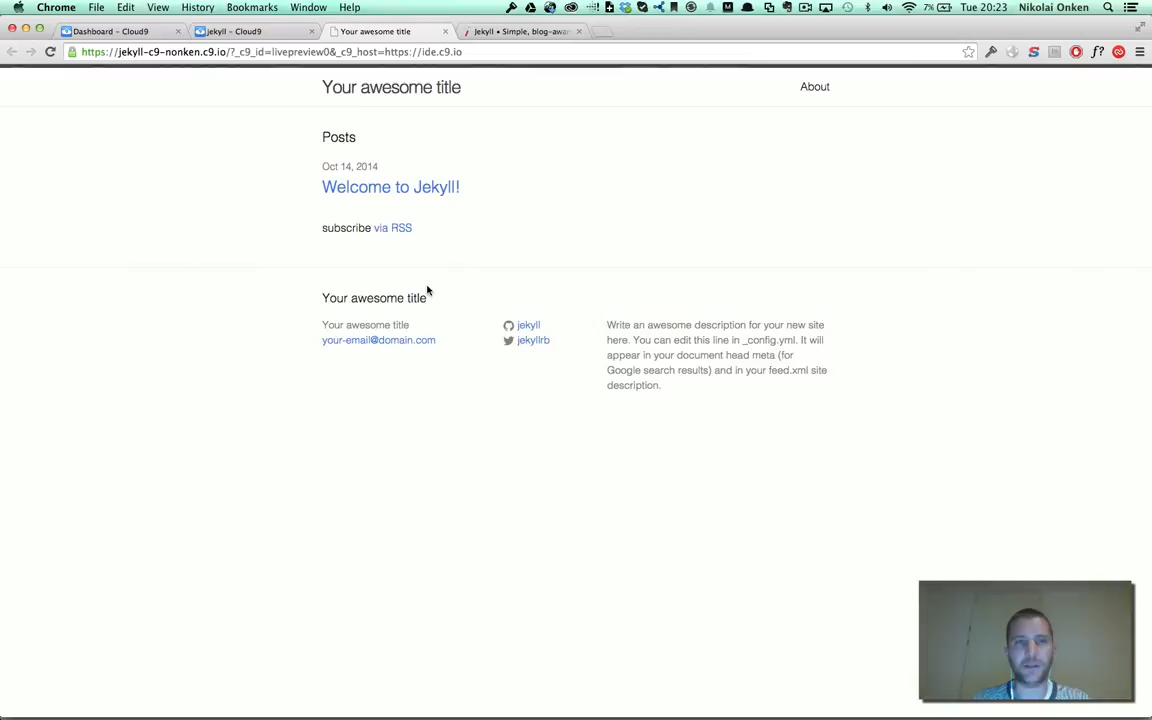 Chrome File Edit View History Bookmarks Window Help 7% Tue 20:23 Nikolai Onken
Dashboard - Cloud9 jekyll - Cloud9 Your awesome title Jekyll • Simple, blog-awar
https://jekyll-c9-nonken.c9.io/?_c9_id=livepreview0&_c9_host=https://ide.c9.io f?
Your awesome title About
Posts
Oct 14, 2014
Welcome to Jekyll!
subscribe via RSS
Your awesome title
Your awesome title
your-email@domain.com
jekyll
jekyllrb
Write an awesome description for your new site
here. You can edit this line in _config.yml. It will
appear in your document head meta (for
Google search results) and in your feed.xml site
description.